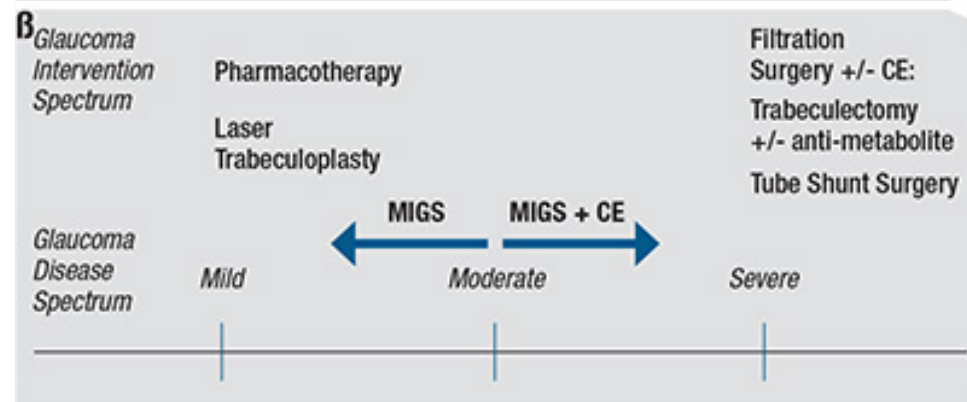 ß
Glaucoma
Intervention
Spectrum
Pharmacotherapy
Laser
Trabeculoplasty
Filtration
Surgery +/- CE:
Trabeculectomy
+/- anti-metabolite
Tube Shunt Surgery
MIGS
MIGS + CE
Glaucoma
Disease
Spectrum
Mild
Moderate
Severe